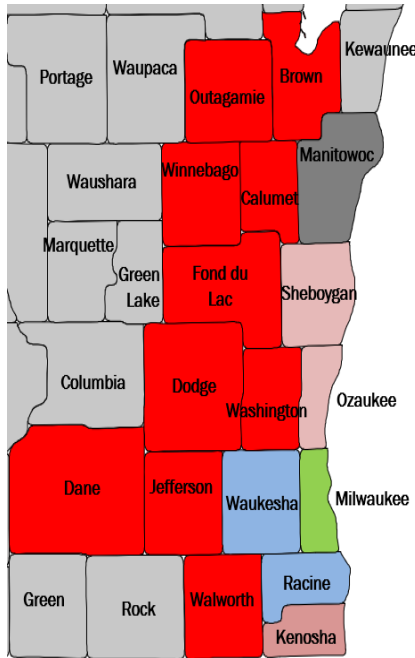 Kewaunee
Waupaca
Portage
Brown
Outagamie
Manitowoc
Winnebago
Waushara
Calumet
Marquette
Green
Lake
Fond du
Lac
Sheboygan
Columbia
Dodge
Ozaukee
Washington
Dane
Jefferson
Waukesha
Milwaukee
Racine
Green
Rock
Walworth
Kenosha